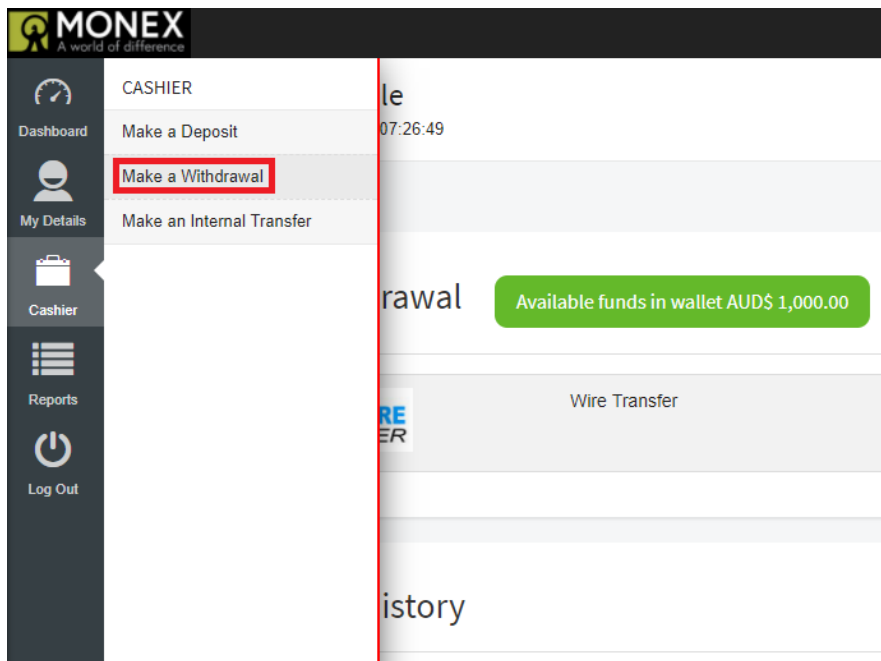 MONEX
A world of difference
Dashboard
My Details
Cashier
Reports
Log Out
CASHIER
Make a Deposit
Make a Withdrawal
Make an Internal Transfer
le
07:26:49
rawal
Available funds in wallet AUD$ 1,000.00
RE
ER
Wire Transfer
istory